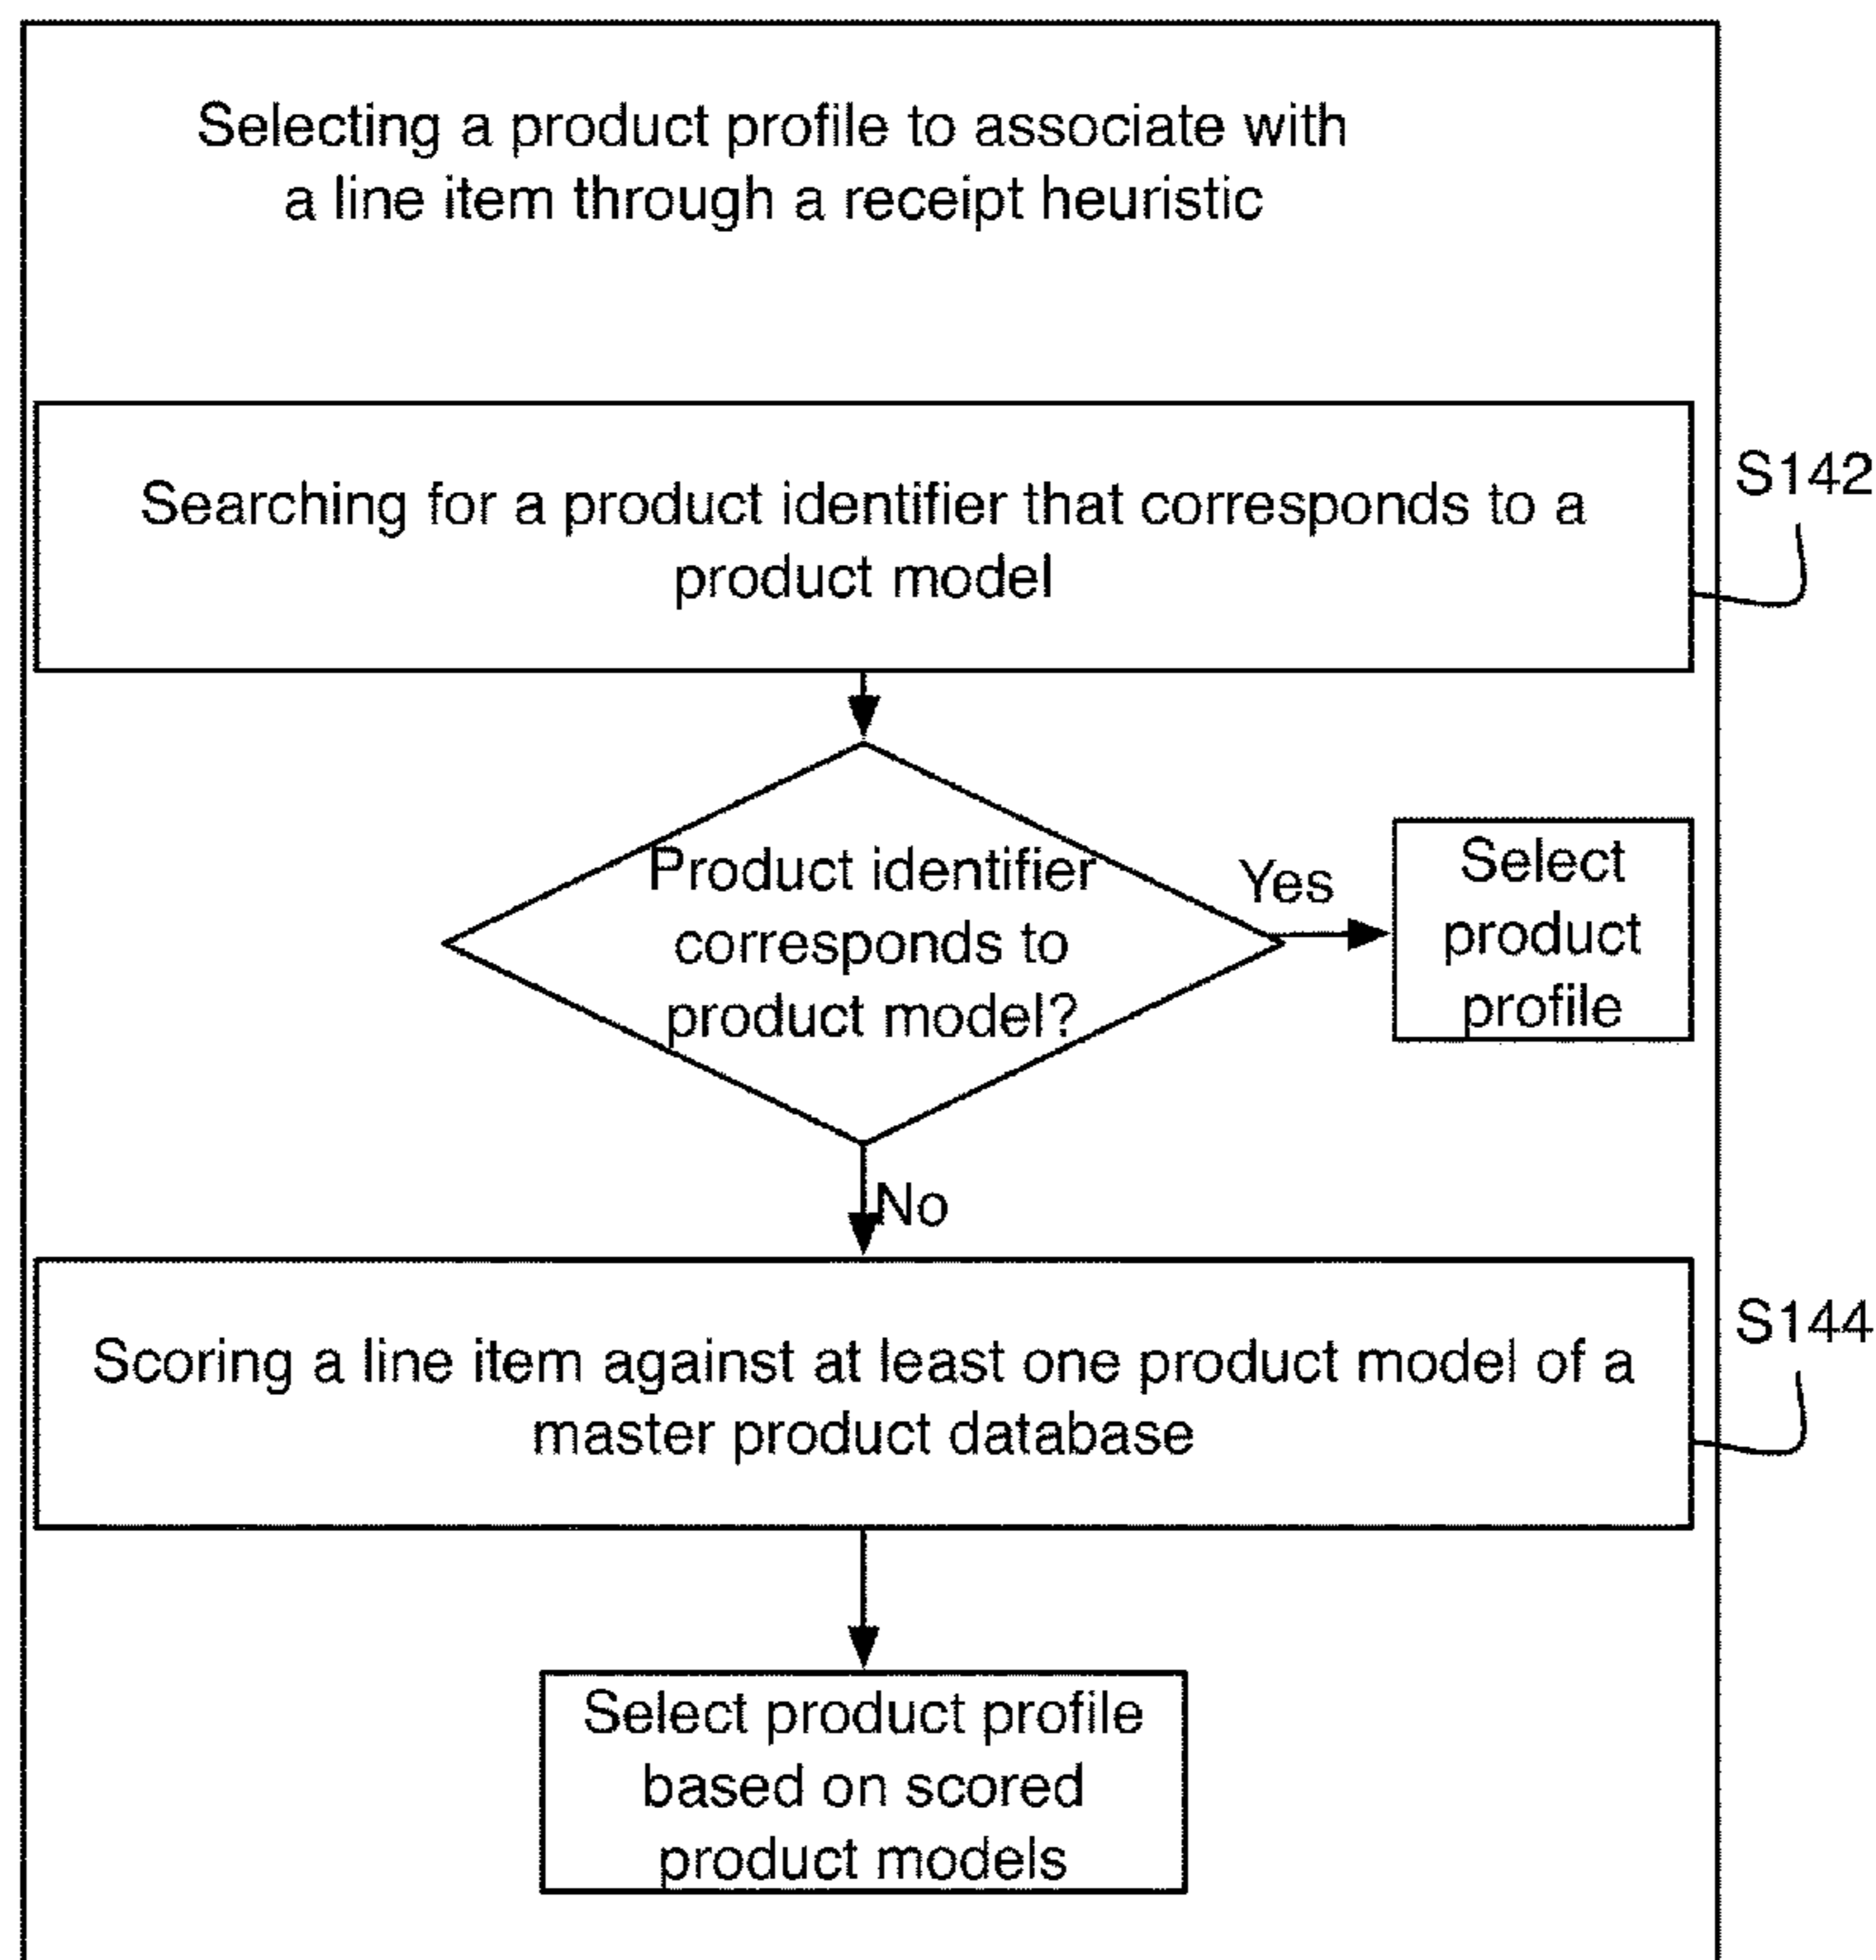 Selecting a product profile to associate with
a line item through a receipt heuristic
S142
Searching for a product identifier that corresponds to a
product model
Product identifier
corresponds to
product model?
Yes
Select
product
profile
No
S144
Scoring a line item against at least one product model of a
master product database
Select product profile
based on scored
product models